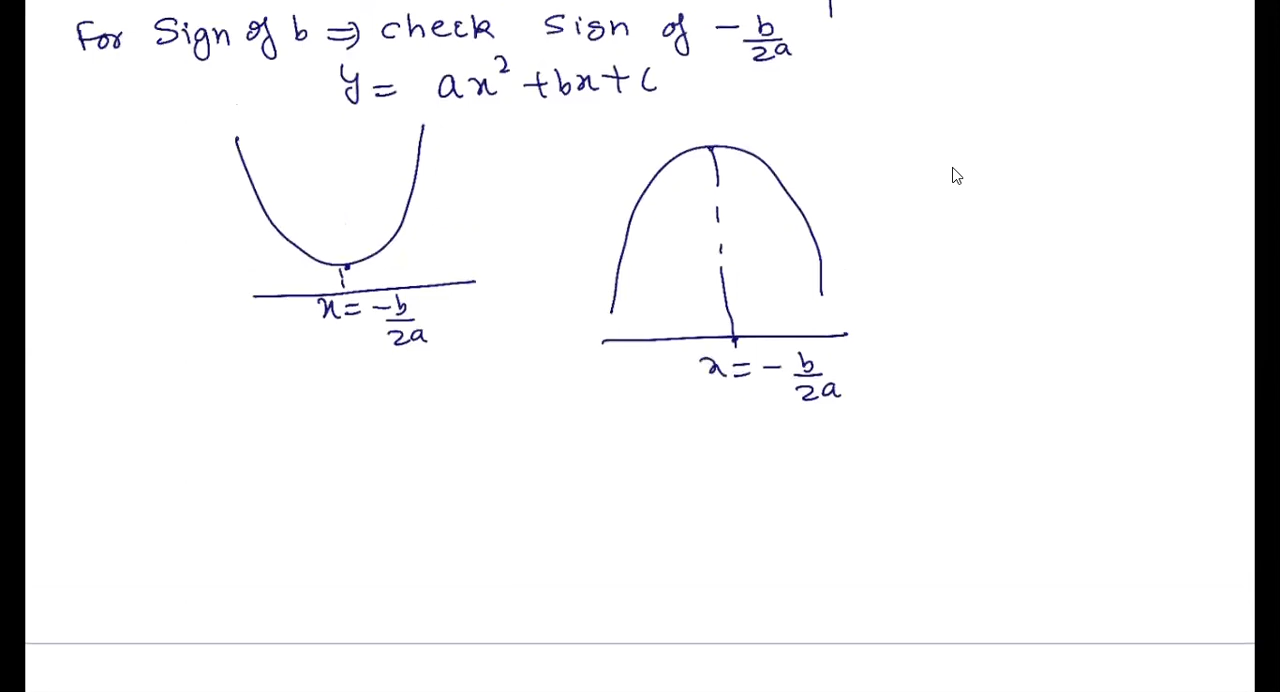 For Sign of b ⇒ check Sign of -b/2a
y = ax² + bx + c
x = -b/2a
x = -b/2a